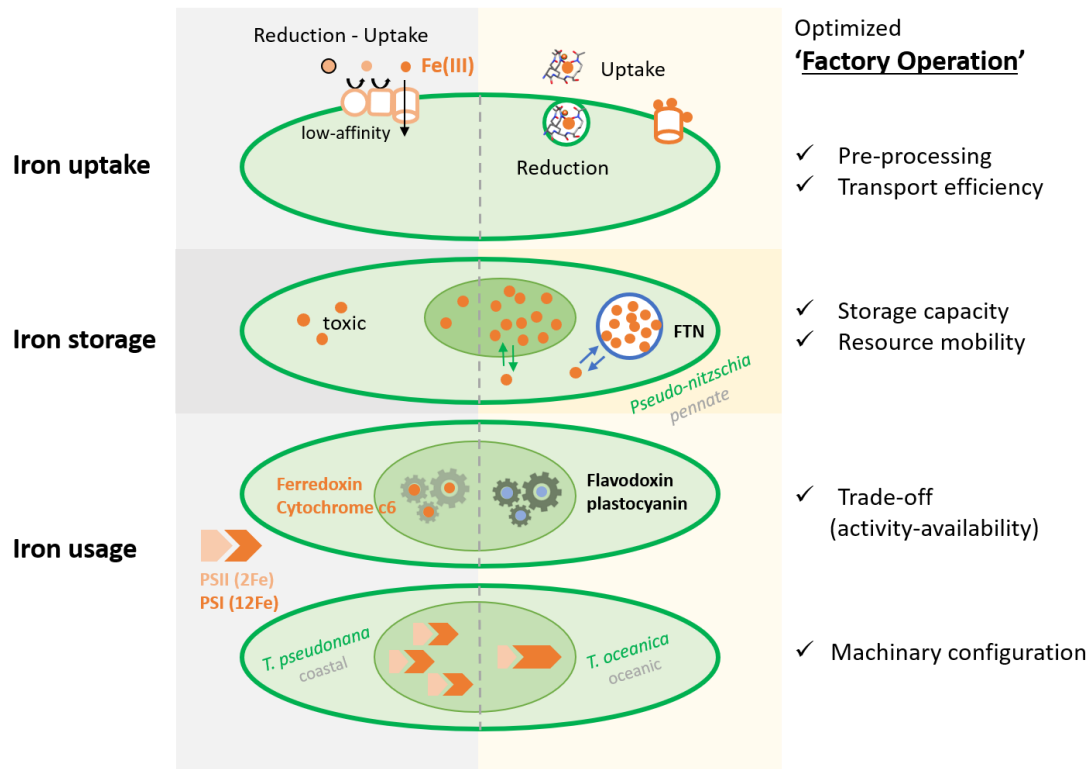 Optimized
‘Factory Operation’
Reduction - Uptake
Fe(III)
Uptake
low-affinity
Reduction
Iron uptake
✓ Pre-processing
✓ Transport efficiency
toxic
FTN
Iron storage
Pseudo-nitzschia
pennate
✓ Storage capacity
✓ Resource mobility
Ferredoxin
Cytochrome c6
Flavodoxin
plastocyanin
✓ Trade-off
(activity-availability)
Iron usage
PSII (2Fe)
PSI (12Fe)
T. pseudonana
coastal
T. oceanica
oceanic
✓ Machinary configuration